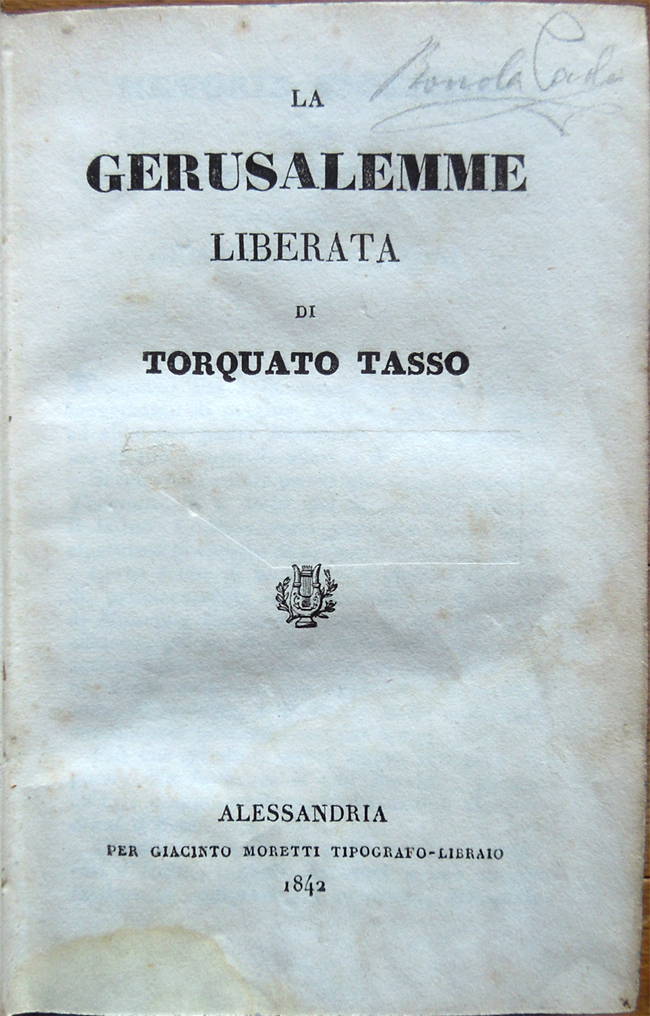 LA
GERUSALEMME
LIBERATA
DI
TORQUATO TASSO
ALESSANDRIA
PER GIACINTO MORETTI TIPOGRAFO-LIBRAIO
1842